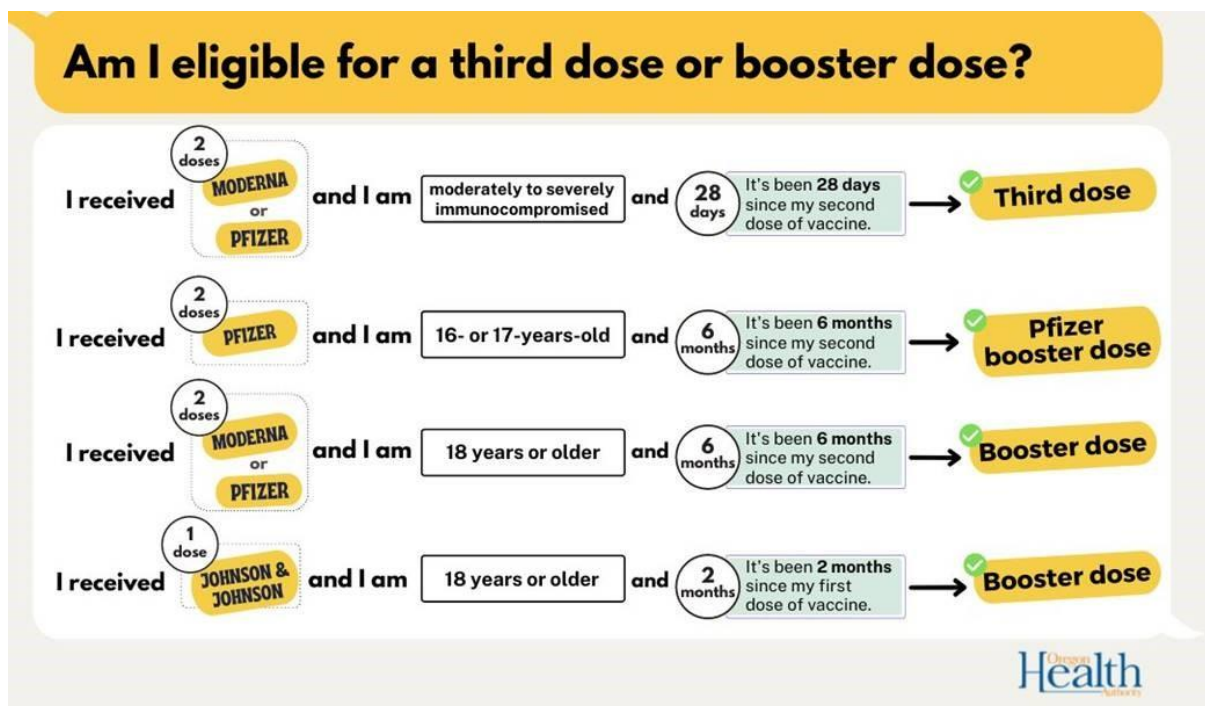 Am I eligible for a third dose or booster dose?
2
doses
I received
MODERNA
or
PFIZER
and I am
moderately to severely
immunocompromised
and
28
days
It's been 28 days
since my second
dose of vaccine.
Third dose
2
doses
I received
PFIZER
and I am
16- or 17-years-old
and
6
months
It's been 6 months
since my second
dose of vaccine.
Pfizer
booster dose
2
doses
I received
MODERNA
or
PFIZER
and I am
18 years or older
and
6
months
It's been 6 months
since my second
dose of vaccine.
Booster dose
1
dose
I received
JOHNSON &
JOHNSON
and I am
18 years or older
and
2
months
It's been 2 months
since my first
dose of vaccine.
Booster dose
Oregon
Health
Authority